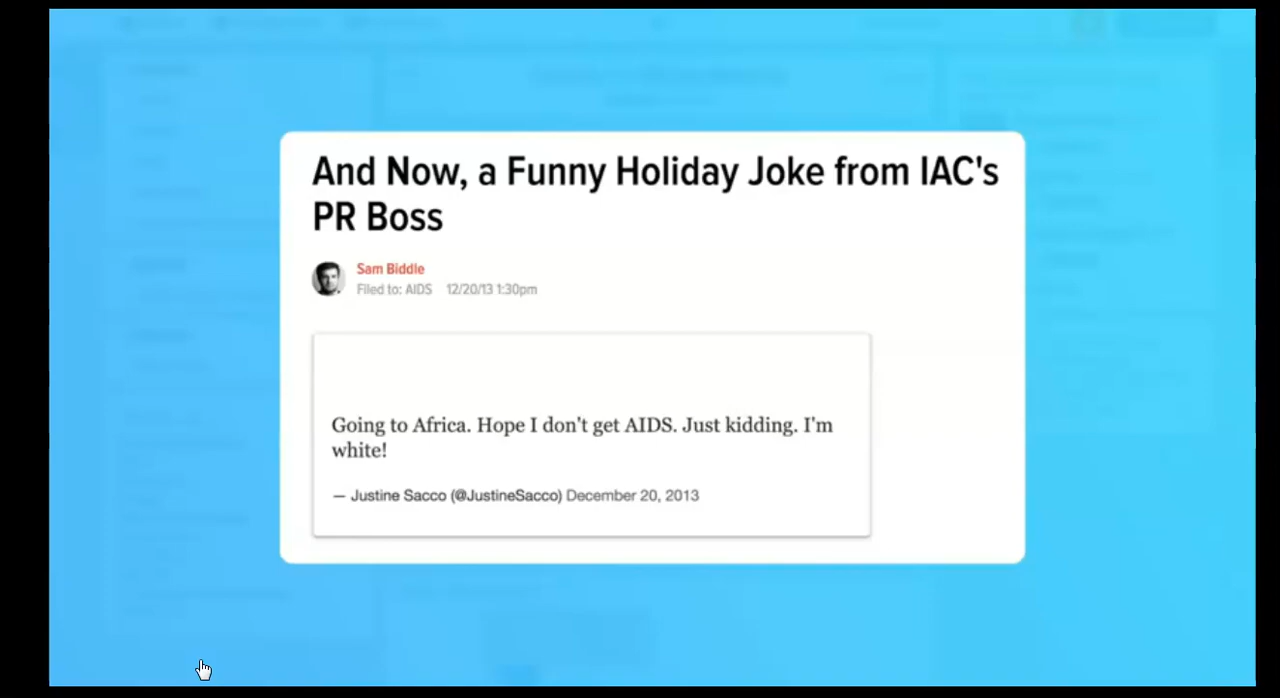 And Now, a Funny Holiday Joke from IAC's
PR Boss
Sam Biddle
Filed to: AIDS 12/20/13 1:30pm
Going to Africa. Hope I don't get AIDS. Just kidding. I'm
white!
— Justine Sacco (@JustineSacco) December 20, 2013